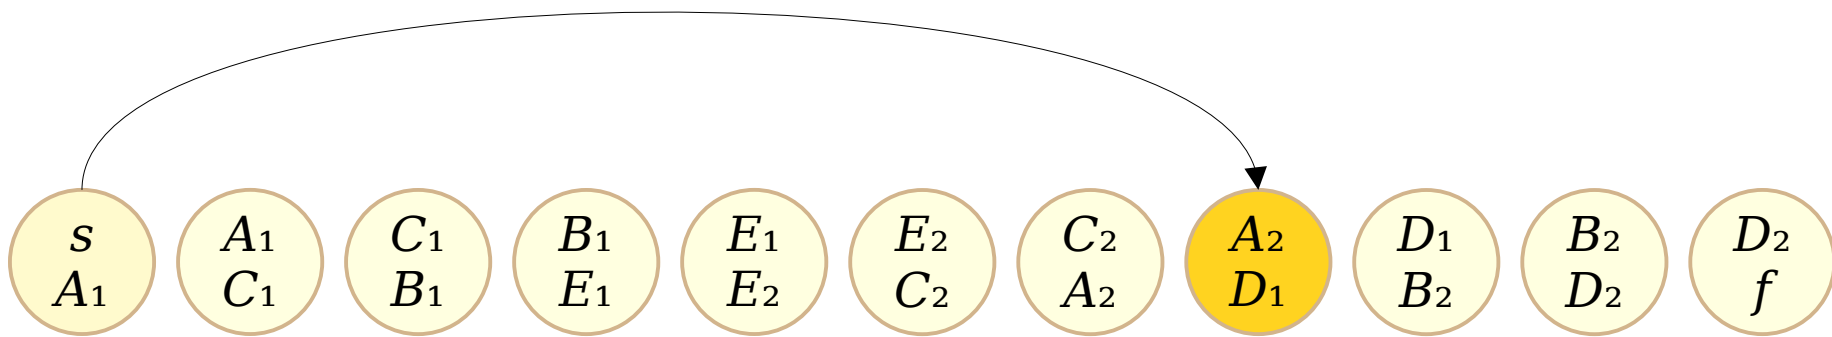 s A₁ C₁ B₁ E₁ E₂ C₂ A₂ D₁ B₂ D₂
A₁ C₁ B₁ E₁ E₂ C₂ A₂ D₁ B₂ D₂ f